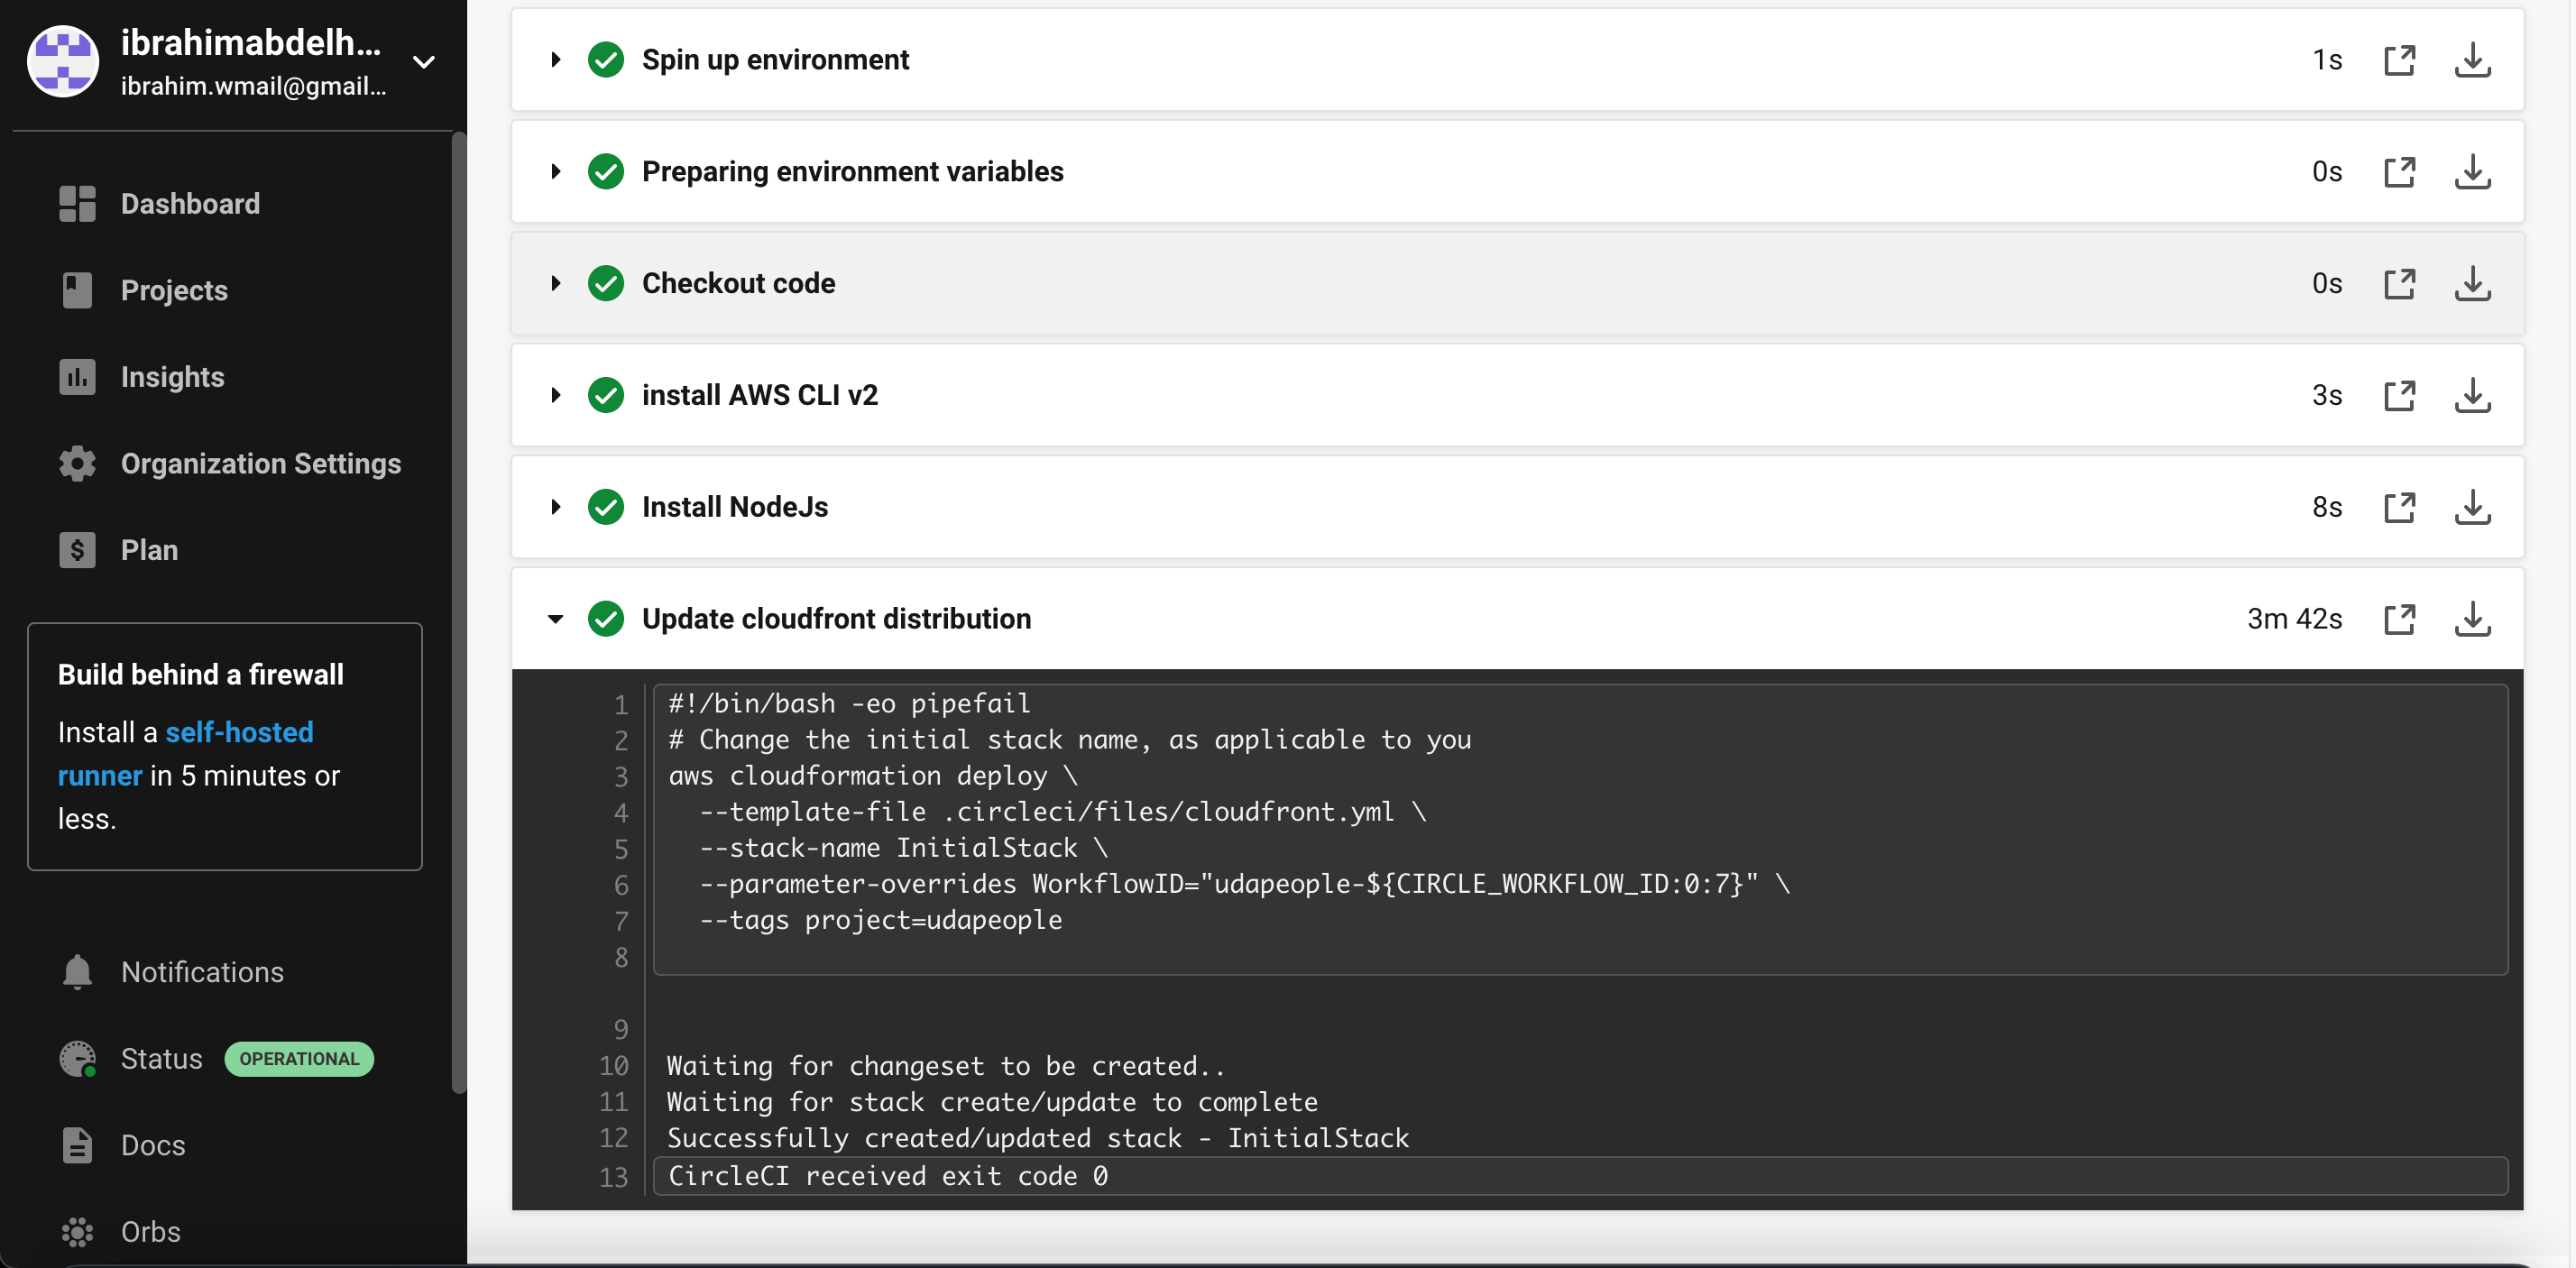 ibrahimabdelh...
ibrahim.wmail@gmail...
Dashboard
Projects
Insights
Organization Settings
Plan
Build behind a firewall
Install a self-hosted
runner in 5 minutes or
less.
Notifications
Status OPERATIONAL
Docs
Orbs
Spin up environment 1s
Preparing environment variables 0s
Checkout code 0s
install AWS CLI v2 3s
Install NodeJs 8s
Update cloudfront distribution 3m 42s
1 #!/bin/bash -eo pipefail
2 # Change the initial stack name, as applicable to you
3 aws cloudformation deploy \
4   --template-file .circleci/files/cloudfront.yml \
5   --stack-name InitialStack \
6   --parameter-overrides WorkflowID="udapeople-${CIRCLE_WORKFLOW_ID:0:7}" \
7   --tags project=udapeople
8
9
10 Waiting for changeset to be created..
11 Waiting for stack create/update to complete
12 Successfully created/updated stack - InitialStack
13 CircleCI received exit code 0